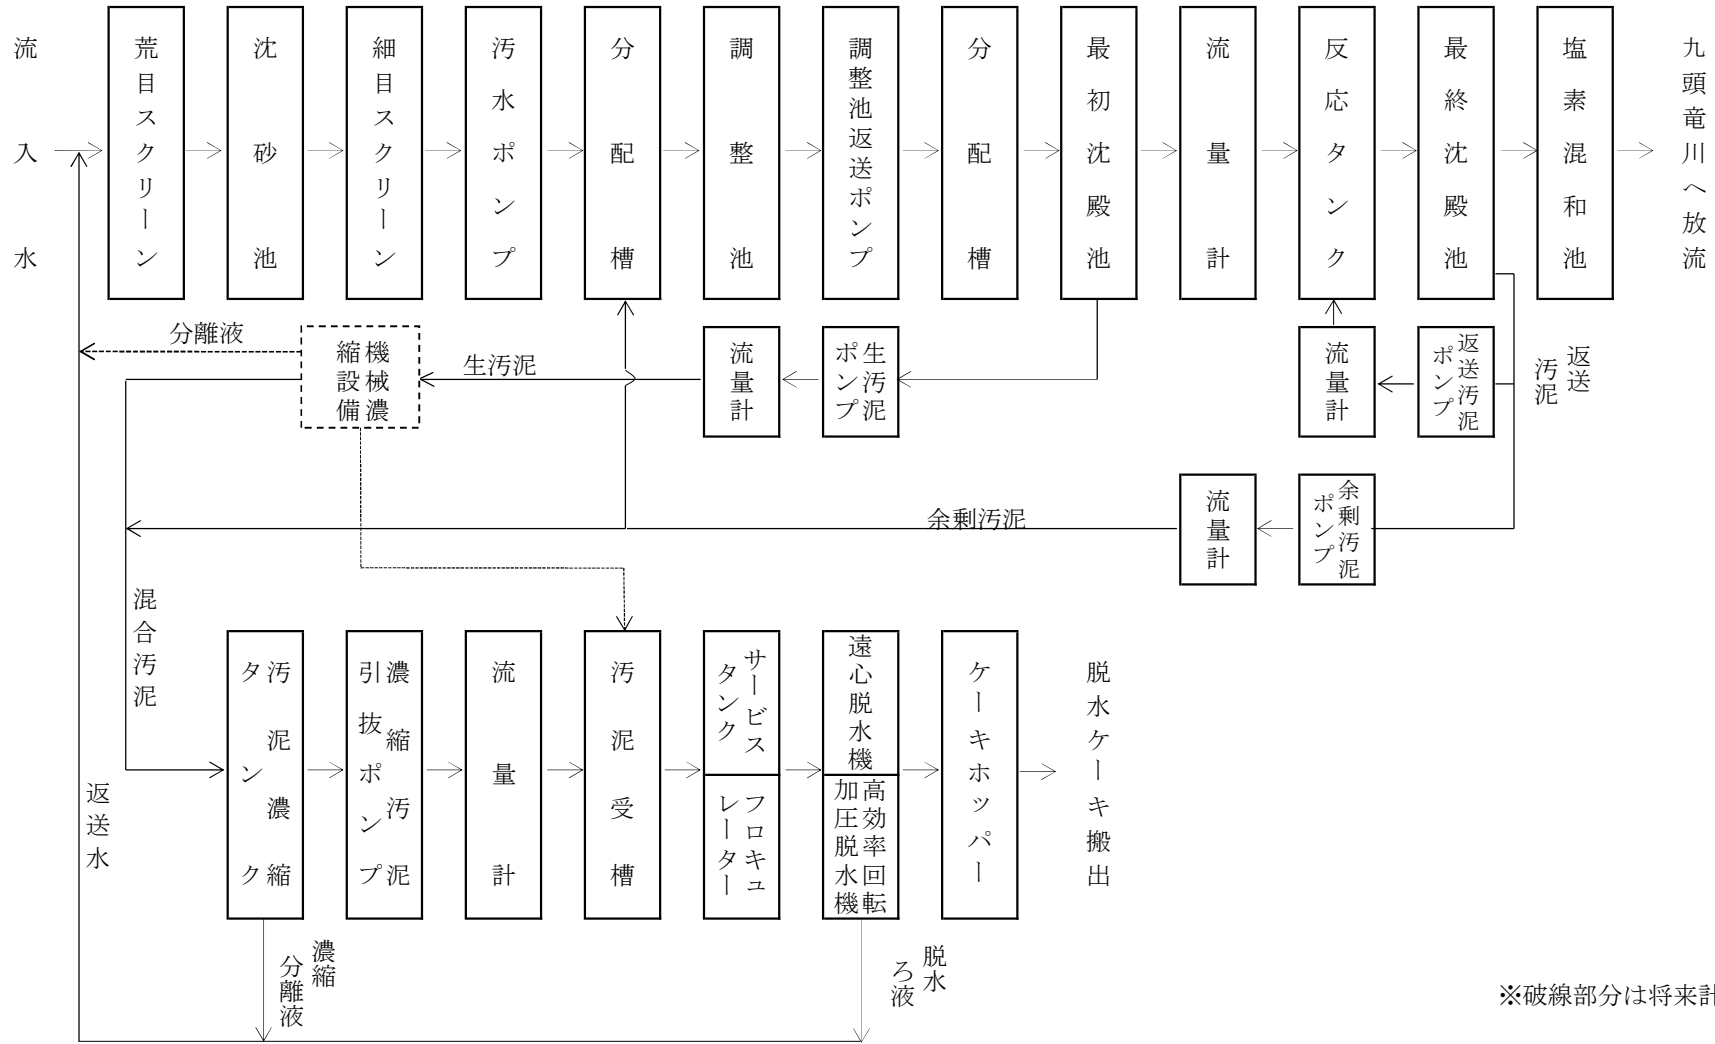 流入水
荒目スクリーン
沈砂池
細目スクリーン
汚水ポンプ
分配槽
調整池
調整池返送ポンプ
分配槽
最初沈殿池
流量計
反応タンク
最終沈殿池
塩素混和池
九頭竜川へ放流
分離液
機械濃
縮設備
生汚泥
流量計
生汚泥
ポンプ
流量計
返送汚泥
ポンプ
返送
汚泥
余剰汚泥
流量計
余剰汚泥
ポンプ
混合汚泥
返送水
汚泥濃縮
タンク
濃縮汚泥
引抜ポンプ
流量計
汚泥受槽
サービス
タンク
フロキュ
レーター
遠心脱水機
高効率回転
加圧脱水機
ケーキホッパー
脱水ケーキ搬出
濃縮
分離液
脱水
ろ液
※破線部分は将来計